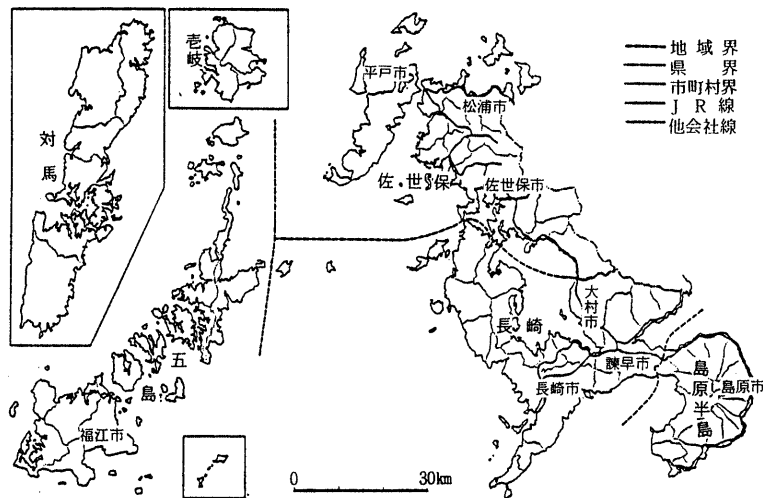 壱岐
対馬
平戸市
松浦市
佐世保
佐世保市
地域界
県界
市町村界
JR線
他会社線
大村市
長崎
諫早市
長崎市
島原半島
島原市
五島
福江市
0 30km